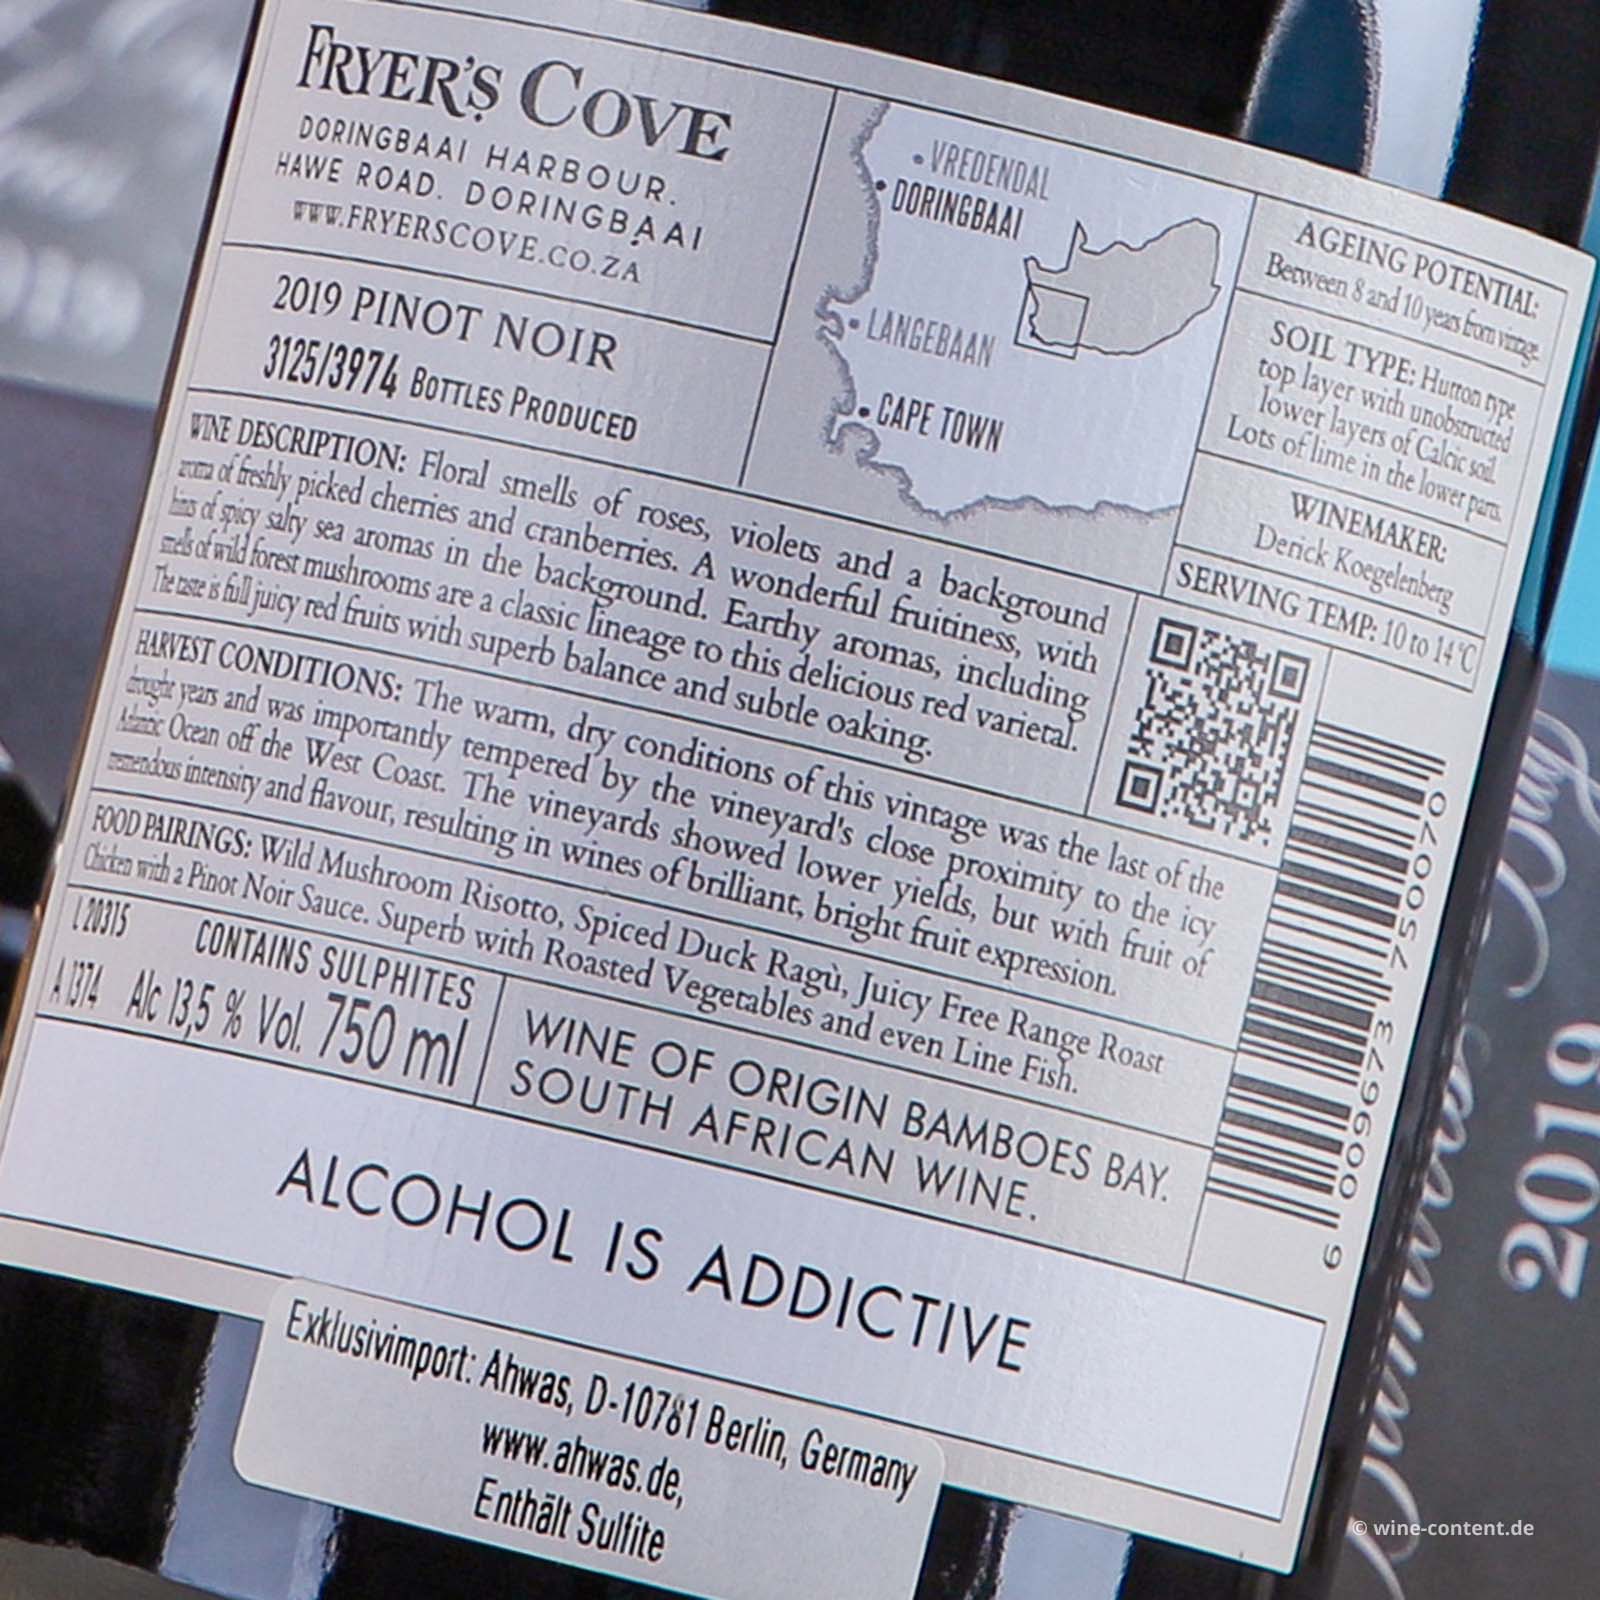 FRYER'S COVE
DORINGBAAI HARBOUR.
HAWE ROAD. DORINGBAAI
WWW.FRYERSCOVE.CO.ZA
2019 PINOT NOIR
3125/3974 BOTTLES PRODUCED
• VREDENDAL
• DORINGBAAI
• LANGEBAAN
• CAPE TOWN
AGEING POTENTIAL:
Between 8 and 10 years from vintage.
SOIL TYPE: Hutton type
top layer with unobstructed
lower layers of Calcic soil.
Lots of lime in the lower parts.
WINEMAKER:
Derick Koegelenberg
SERVING TEMP: 10 to 14°C
WINE DESCRIPTION: Floral smells of roses, violets and a background
aroma of freshly picked cherries and cranberries. A wonderful fruitiness, with
hints of spicy salty sea aromas in the background. Earthy aromas, including
smells of wild forest mushrooms are a classic lineage to this delicious red varietal.
The taste is full juicy red fruits with superb balance and subtle oaking.
HARVEST CONDITIONS: The warm, dry conditions of this vintage was the last of the
drought years and was importantly tempered by the vineyard's close proximity to the icy
Atlantic Ocean off the West Coast. The vineyards showed lower yields, but with fruit of
tremendous intensity and flavour, resulting in wines of brilliant, bright fruit expression.
FOOD PAIRINGS: Wild Mushroom Risotto, Spiced Duck Ragù, Juicy Free Range Roast
Chicken with a Pinot Noir Sauce. Superb with Roasted Vegetables and even Line Fish.
L20315 CONTAINS SULPHITES
A1374 Alc 13,5 % Vol. 750 ml
WINE OF ORIGIN BAMBOES BAY.
SOUTH AFRICAN WINE.
6 009673 750070
ALCOHOL IS ADDICTIVE
Exklusivimport: Ahwas, D-10781 Berlin, Germany
www.ahwas.de,
Enthält Sulfite
Bamboes Bay
2019
2019
© wine-content.de